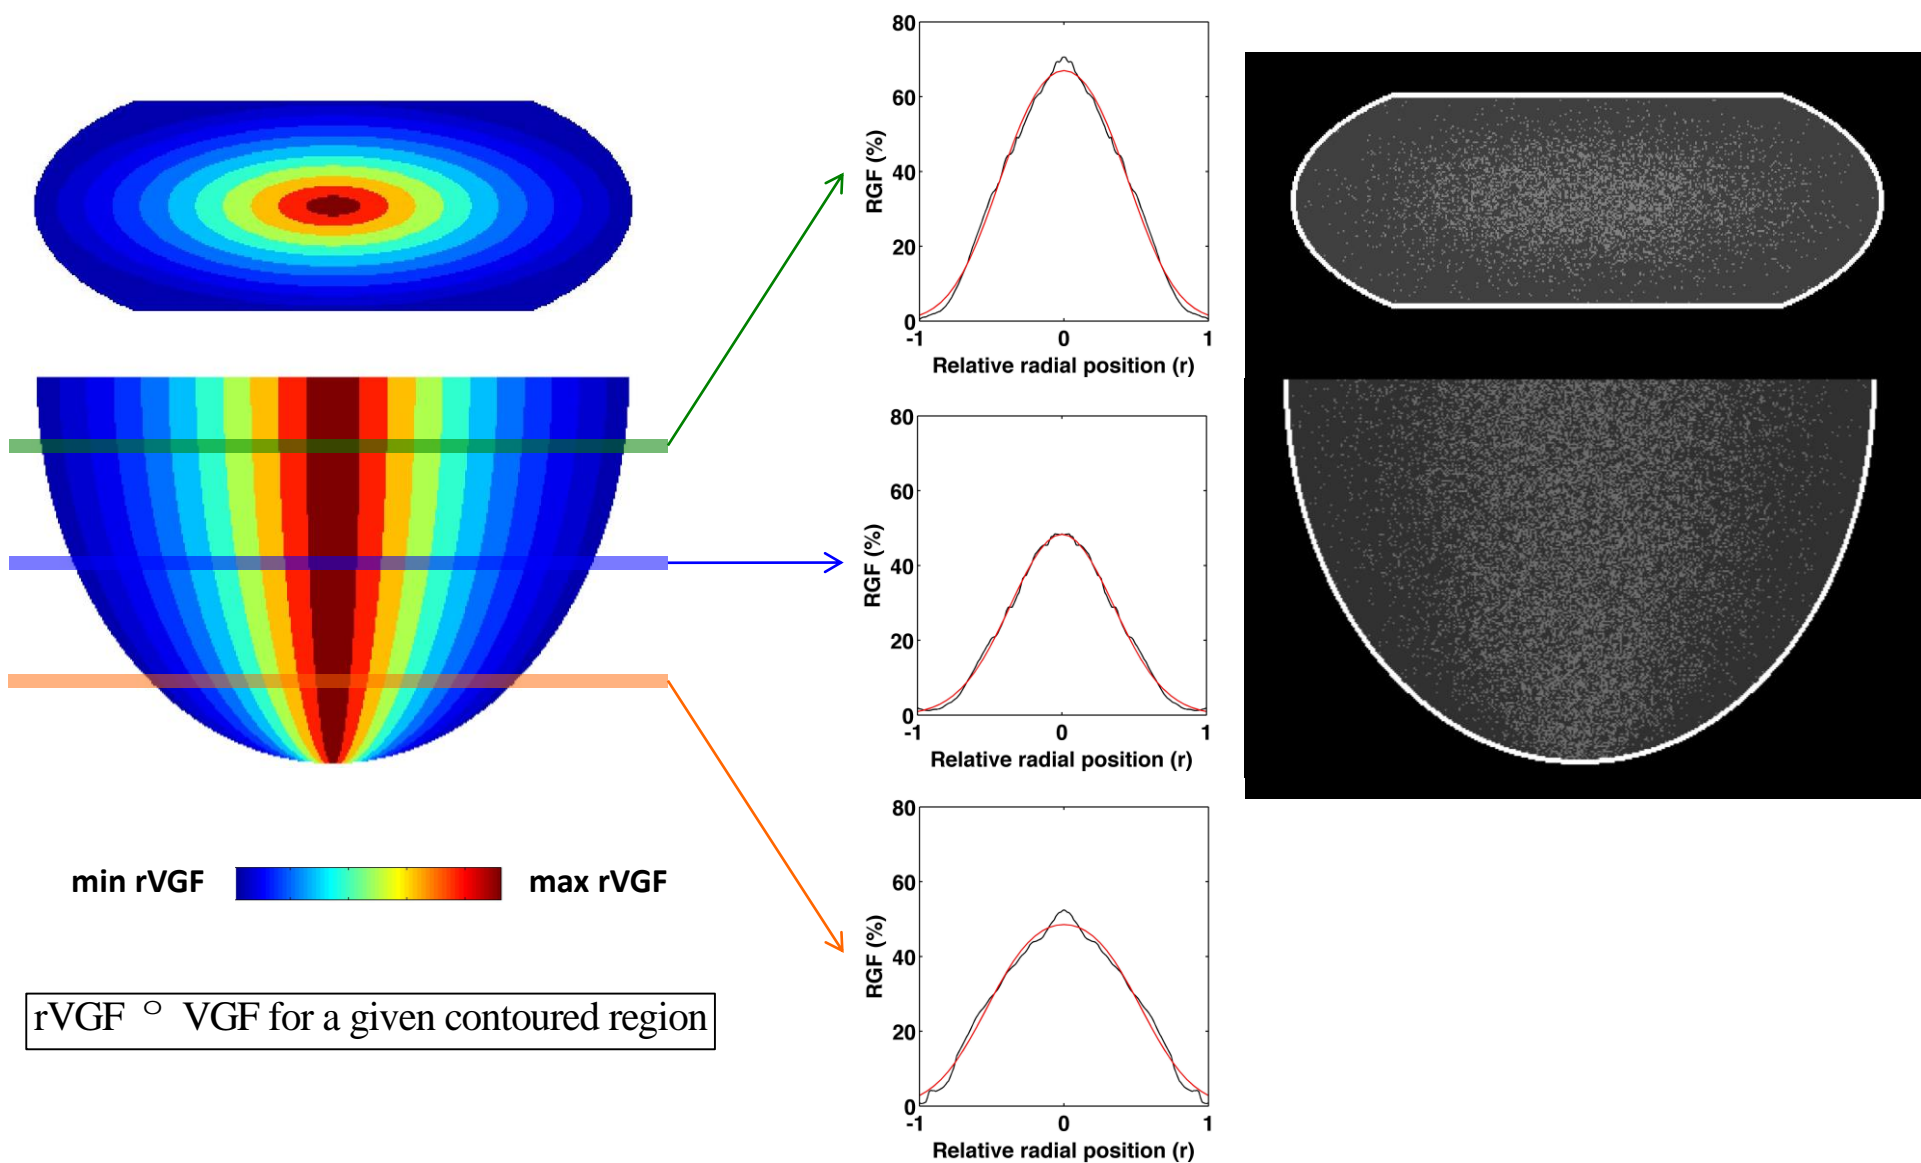 80
60
40
20
0
RGF (%)
-1 0 1
Relative radial position (r)
80
60
40
20
0
RGF (%)
-1 0 1
Relative radial position (r)
80
60
40
20
0
RGF (%)
-1 0 1
Relative radial position (r)
min rVGF max rVGF
rVGF ° VGF for a given contoured region